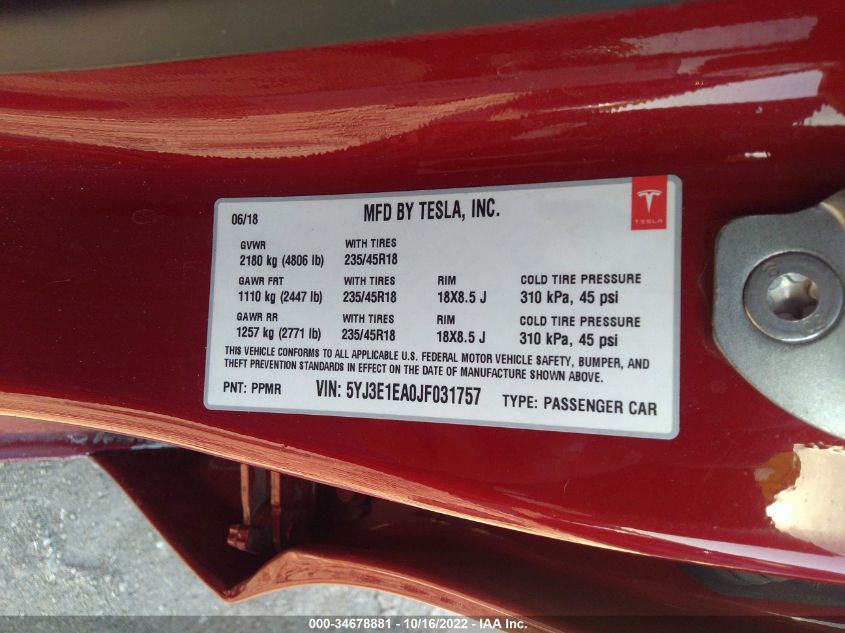 06/18 MFD BY TESLA, INC.
TESLA
GVWR WITH TIRES
2180 kg (4806 lb) 235/45R18
GAWR FRT WITH TIRES RIM COLD TIRE PRESSURE
1110 kg (2447 lb) 235/45R18 18X8.5 J 310 kPa, 45 psi
GAWR RR WITH TIRES RIM COLD TIRE PRESSURE
1257 kg (2771 lb) 235/45R18 18X8.5 J 310 kPa, 45 psi
THIS VEHICLE CONFORMS TO ALL APPLICABLE U.S. FEDERAL MOTOR VEHICLE SAFETY, BUMPER, AND
THEFT PREVENTION STANDARDS IN EFFECT ON THE DATE OF MANUFACTURE SHOWN ABOVE.
PNT: PPMR VIN: 5YJ3E1EA0JF031757 TYPE: PASSENGER CAR
000-34678881 - 10/16/2022 - IAA Inc.